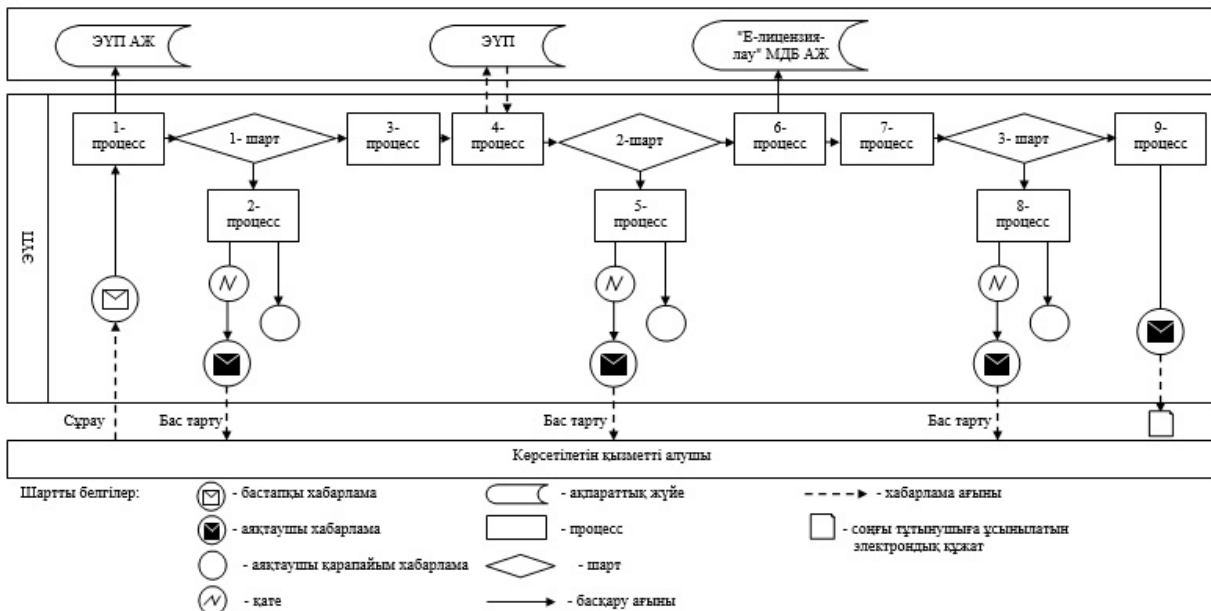 ЭҮП АЖ
ЭҮП
"Е-лицензия-
лау" МДБ АЖ
ЭҮП
1-
процесс
1- шарт
3-
процесс
4-
процесс
2-шарт
6-
процесс
7-
процесс
3- шарт
9-
процесс
2-
процесс
5-
процесс
8-
процесс
Сұрау
Бас тарту
Бас тарту
Бас тарту
Көрсетілетін қызметті алушы
Шартты белгілер:
- бастапқы хабарлама
- аяқтаушы хабарлама
- аяқтаушы қарапайым хабарлама
- қате
- ақпараттық жүйе
- процесс
- шарт
- басқару ағыны
- хабарлама ағыны
- соңғы тұтынушыға ұсынылатын
электрондық құжат